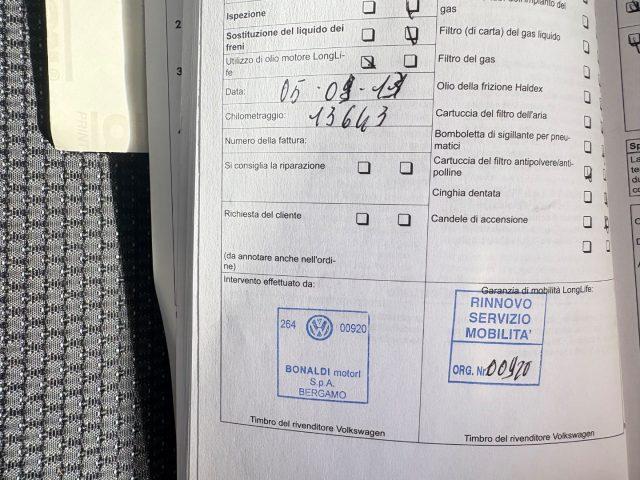 Ispezione
gas
2
Sostituzione del liquido dei
freni
Filtro (di carta) del gas liquido
Utilizzo di olio motore LongLi-
fe
Filtro del gas
3
Data:
Olio della frizione Haldex
Chilometraggio: 13643
Cartuccia del filtro dell'aria
Numero della fattura:
Bomboletta di sigillante per pneu-
matici
Si consiglia la riparazione
Cartuccia del filtro antipolvere/anti-
polline
Cinghia dentata
Richiesta del cliente
Candele di accensione
(da annotare anche nell'ordi-
ne)
Intervento effettuato da:
Garanzia di mobilità LongLife:
264 00920
BONALDI motori
S.p.A.
BERGAMO
RINNOVO
SERVIZIO
MOBILITA'
ORG. Nr 00920
Timbro del rivenditore Volkswagen
Timbro del rivenditore Volkswagen